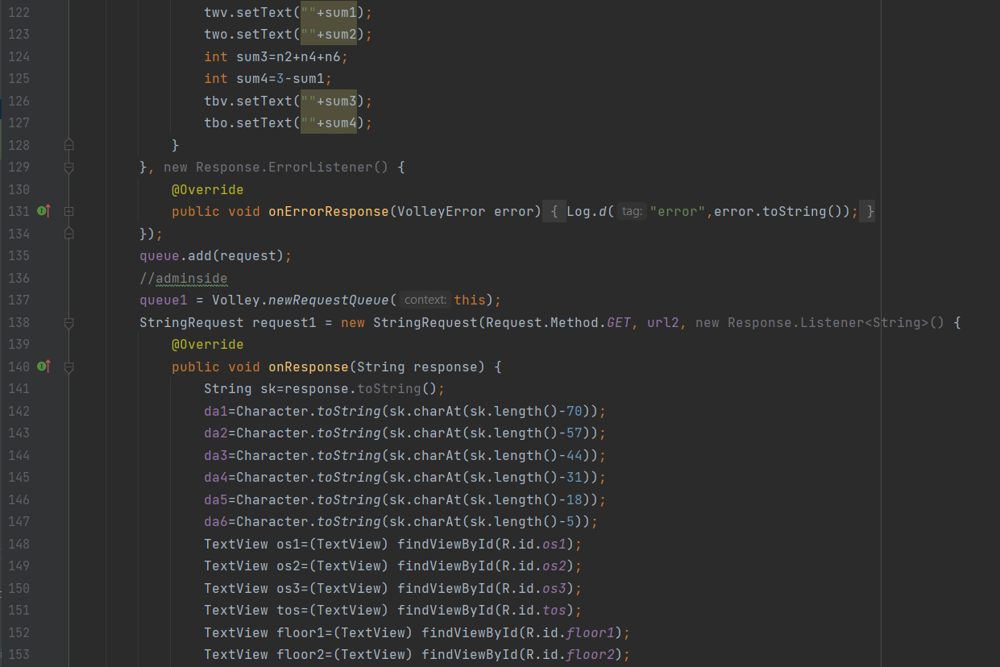 122 twv.setText(""+sum1);
123 two.setText(""+sum2);
124 int sum3=n2+n4+n6;
125 int sum4=3-sum1;
126 tbv.setText(""+sum3);
127 tbo.setText(""+sum4);
128 }
129 }, new Response.ErrorListener() {
130 @Override
131 public void onErrorResponse(VolleyError error) { Log.d( tag: "error",error.toString()); }
134 });
135 queue.add(request);
136 //adminside
137 queue1 = Volley.newRequestQueue( context: this);
138 StringRequest request1 = new StringRequest(Request.Method.GET, url2, new Response.Listener<String>() {
139 @Override
140 public void onResponse(String response) {
141 String sk=response.toString();
142 da1=Character.toString(sk.charAt(sk.length()-70));
143 da2=Character.toString(sk.charAt(sk.length()-57));
144 da3=Character.toString(sk.charAt(sk.length()-44));
145 da4=Character.toString(sk.charAt(sk.length()-31));
146 da5=Character.toString(sk.charAt(sk.length()-18));
147 da6=Character.toString(sk.charAt(sk.length()-5));
148 TextView os1=(TextView) findViewById(R.id.os1);
149 TextView os2=(TextView) findViewById(R.id.os2);
150 TextView os3=(TextView) findViewById(R.id.os3);
151 TextView tos=(TextView) findViewById(R.id.tos);
152 TextView floor1=(TextView) findViewById(R.id.floor1);
153 TextView floor2=(TextView) findViewById(R.id.floor2);